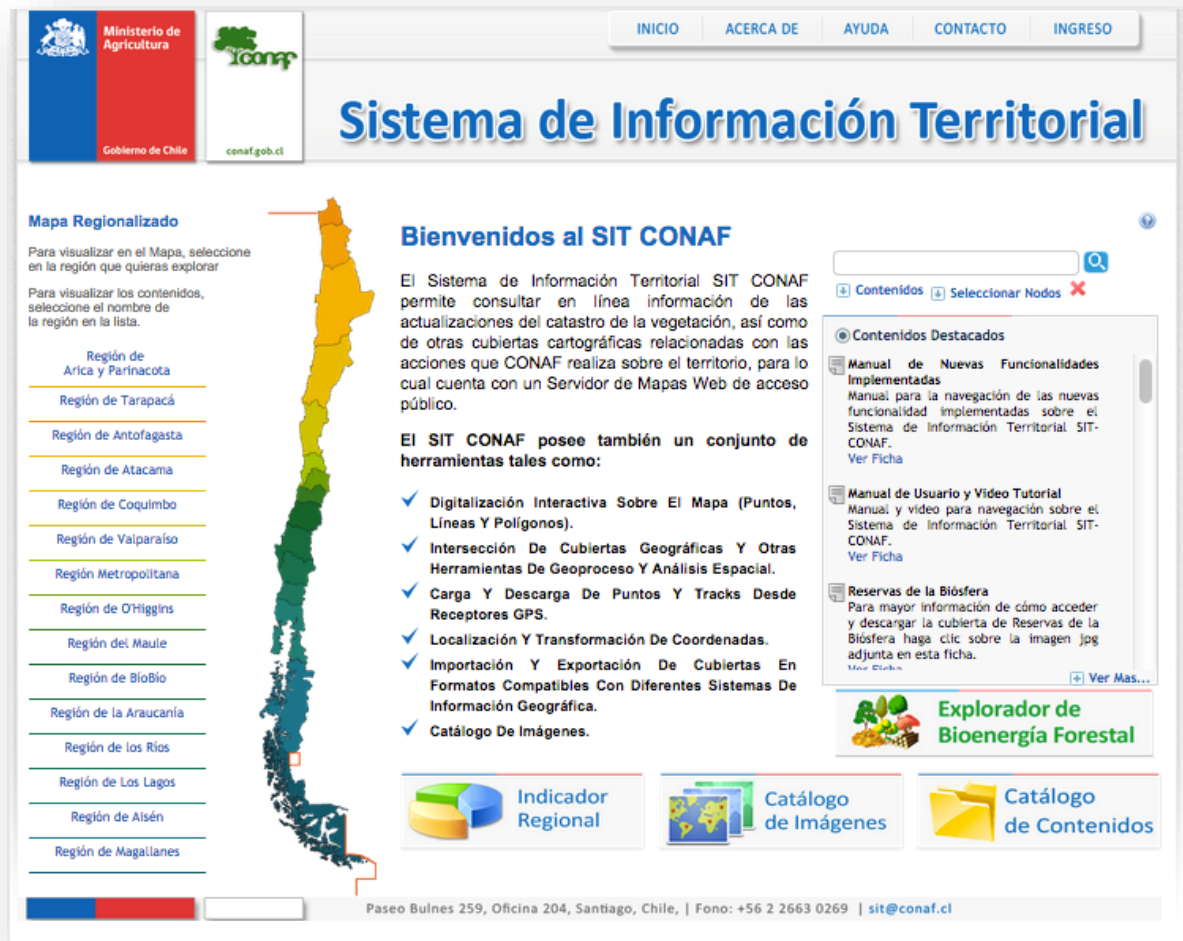 Ministerio de
Agricultura
Gobierno de Chile
conaf
conaf.gob.cl
INICIO
ACERCA DE
AYUDA
CONTACTO
INGRESO
Sistema de Información Territorial
Mapa Regionalizado
Para visualizar en el Mapa, seleccione
en la región que quieras explorar
Para visualizar los contenidos,
seleccione el nombre de
la región en la lista.
Región de
Arica y Parinacota
Región de Tarapacá
Región de Antofagasta
Región de Atacama
Región de Coquimbo
Región de Valparaíso
Región Metropolitana
Región de O'Higgins
Región del Maule
Región de BíoBío
Región de la Araucanía
Región de los Ríos
Región de Los Lagos
Región de Aisén
Región de Magallanes
Bienvenidos al SIT CONAF
El Sistema de Información Territorial SIT CONAF
permite consultar en línea información de las
actualizaciones del catastro de la vegetación, así como
de otras cubiertas cartográficas relacionadas con las
acciones que CONAF realiza sobre el territorio, para lo
cual cuenta con un Servidor de Mapas Web de acceso
público.
El SIT CONAF posee también un conjunto de
herramientas tales como:
Digitalización Interactiva Sobre El Mapa (Puntos,
Líneas Y Polígonos).
Intersección De Cubiertas Geográficas Y Otras
Herramientas De Geoproceso Y Análisis Espacial.
Carga Y Descarga De Puntos Y Tracks Desde
Receptores GPS.
Localización Y Transformación De Coordenadas.
Importación Y Exportación De Cubiertas En
Formatos Compatibles Con Diferentes Sistemas De
Información Geográfica.
Catálogo De Imágenes.
Contenidos
Seleccionar Nodos
Contenidos Destacados
Manual de Nuevas Funcionalidades
Implementadas
Manual para la navegación de las nuevas
funcionalidad implementadas sobre el
Sistema de Información Territorial SIT-
CONAF.
Ver Ficha
Manual de Usuario y Video Tutorial
Manual y video para navegación sobre el
Sistema de Información Territorial SIT-
CONAF.
Ver Ficha
Reservas de la Biósfera
Para mayor información de cómo acceder
y descargar la cubierta de Reservas de la
Biósfera haga clic sobre la imagen jpg
adjunta en esta ficha.
Ver Ficha
Ver Mas...
Explorador de
Bioenergía Forestal
Indicador
Regional
Catálogo
de Imágenes
Catálogo
de Contenidos
Paseo Bulnes 259, Oficina 204, Santiago, Chile, | Fono: +56 2 2663 0269 | sit@conaf.cl